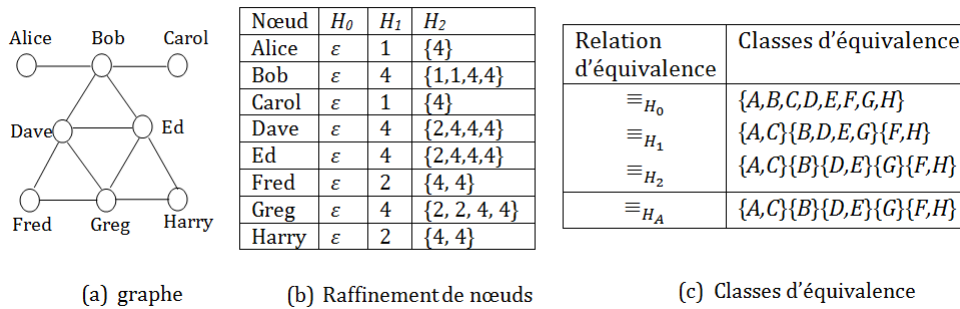 Alice Bob Carol
Dave Ed
Fred Greg Harry
(a) graphe
Nœud H₀ H₁ H₂
Alice ε 1 {4}
Bob ε 4 {1,1,4,4}
Carol ε 1 {4}
Dave ε 4 {2,4,4,4}
Ed ε 4 {2,4,4,4}
Fred ε 2 {4, 4}
Greg ε 4 {2, 2, 4, 4}
Harry ε 2 {4, 4}
(b) Raffinement de nœuds
Relation Classes d'équivalence
d'équivalence
≡H₀ {A,B,C,D,E,F,G,H}
≡H₁ {A,C}{B,D,E,G}{F,H}
≡H₂ {A,C}{B}{D,E}{G}{F,H}
≡H_A {A,C}{B}{D,E}{G}{F,H}
(c) Classes d'équivalence